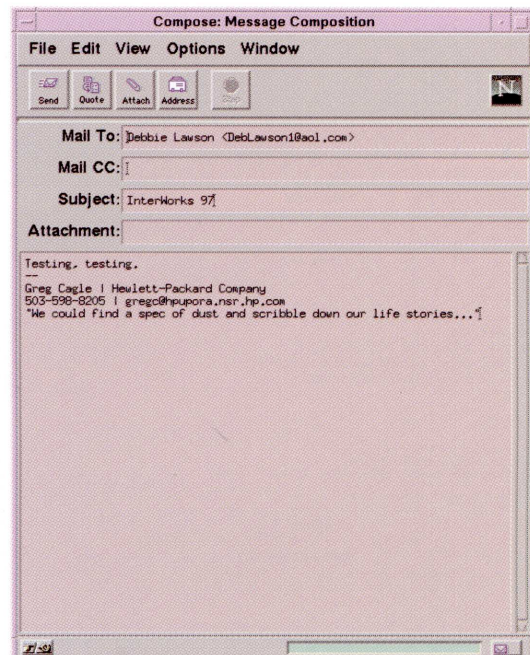 Compose: Message Composition
File Edit View Options Window
Send Quote Attach Address Stop
N
Mail To: Debbie Lawson <DebLawson1@aol.com>
Mail CC:
Subject: InterWorks 97
Attachment:
Testing, testing.
--
Greg Cagle | Hewlett-Packard Company
503-598-8205 | gregc@hpupora.nsr.hp.com
"We could find a spec of dust and scribble down our life stories..."